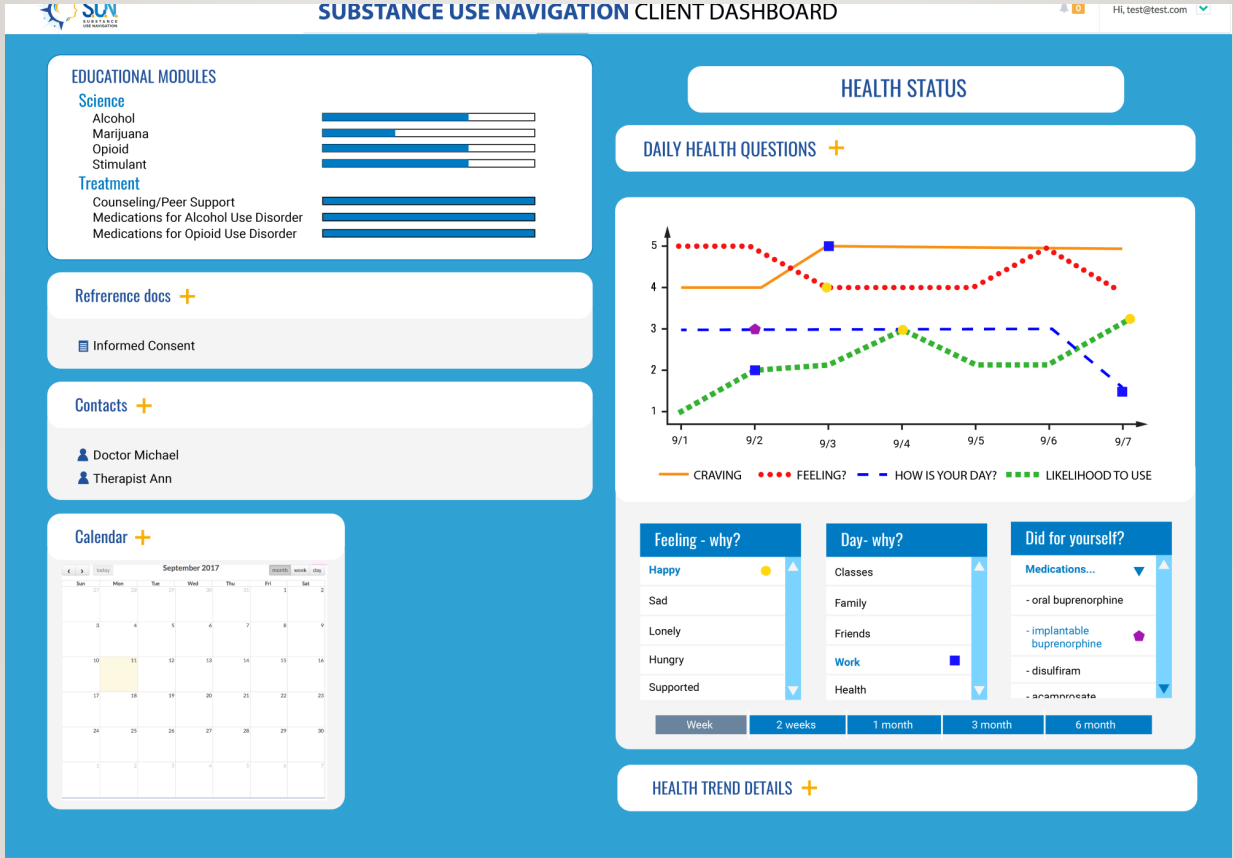 SUN
SUBSTANCE
USE NAVIGATION
SUBSTANCE USE NAVIGATION CLIENT DASHBOARD
0
Hi, test@test.com
EDUCATIONAL MODULES
Science
Alcohol
Marijuana
Opioid
Stimulant
Treatment
Counseling/Peer Support
Medications for Alcohol Use Disorder
Medications for Opioid Use Disorder
Refrerence docs +
Informed Consent
Contacts +
Doctor Michael
Therapist Ann
Calendar +
today September 2017 month week day
Sun Mon Tue Wed Thu Fri Sat
27 28 29 30 31 1 2
3 4 5 6 7 8 9
10 11 12 13 14 15 16
17 18 19 20 21 22 23
24 25 26 27 28 29 30
1 2 3 4 5 6 7
HEALTH STATUS
DAILY HEALTH QUESTIONS +
5
4
3
2
1
9/1 9/2 9/3 9/4 9/5 9/6 9/7
CRAVING FEELING? HOW IS YOUR DAY? LIKELIHOOD TO USE
Feeling - why?
Happy
Sad
Lonely
Hungry
Supported
Day- why?
Classes
Family
Friends
Work
Health
Did for yourself?
Medications...
- oral buprenorphine
- implantable
buprenorphine
- disulfiram
- acamprosate
Week 2 weeks 1 month 3 month 6 month
HEALTH TREND DETAILS +